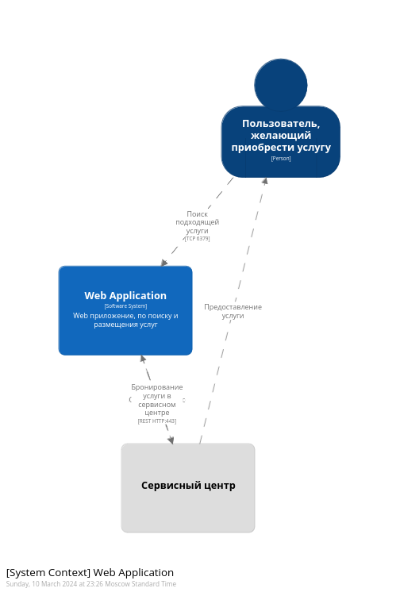 Пользователь,
желающий
приобрести услугу
[Person]
Поиск
подходящей
услуги
[TCP 6379]
Web Application
[Software System]
Web приложение, по поиску и
размещения услуг
Предоставление
услуги
Бронирование
услуги в
сервисном
центре
[REST HTTP:443]
Сервисный центр
[System Context] Web Application
Sunday, 10 March 2024 at 23:26 Moscow Standard Time